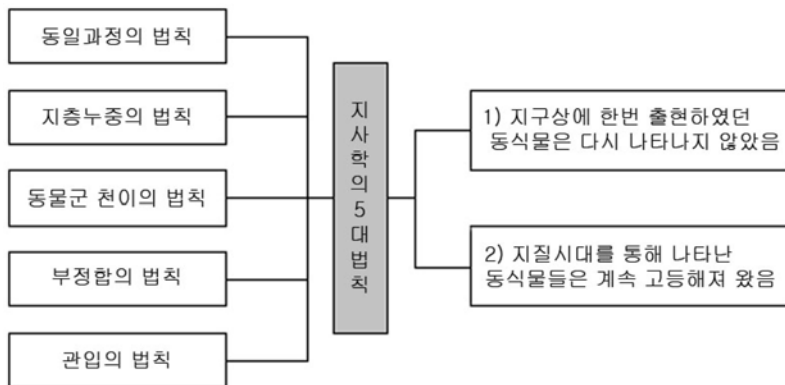 동일과정의 법칙
지층누중의 법칙
동물군 천이의 법칙
부정합의 법칙
관입의 법칙
지사학의5대법칙
1) 지구상에 한번 출현하였던
동식물은 다시 나타나지 않았음
2) 지질시대를 통해 나타난
동식물들은 계속 고등해져 왔음